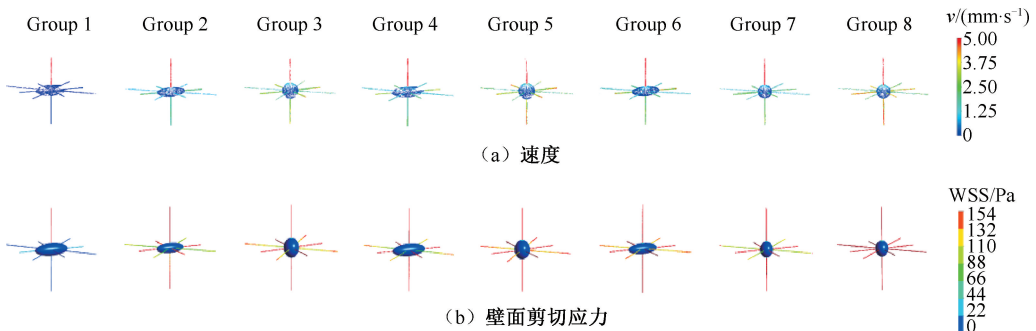 Group 1 Group 2 Group 3 Group 4 Group 5 Group 6 Group 7 Group 8
v/(mm·s⁻¹)
5.00
3.75
2.50
1.25
0
（a）速度
WSS/Pa
154
132
110
88
66
44
22
0
（b）壁面剪切应力